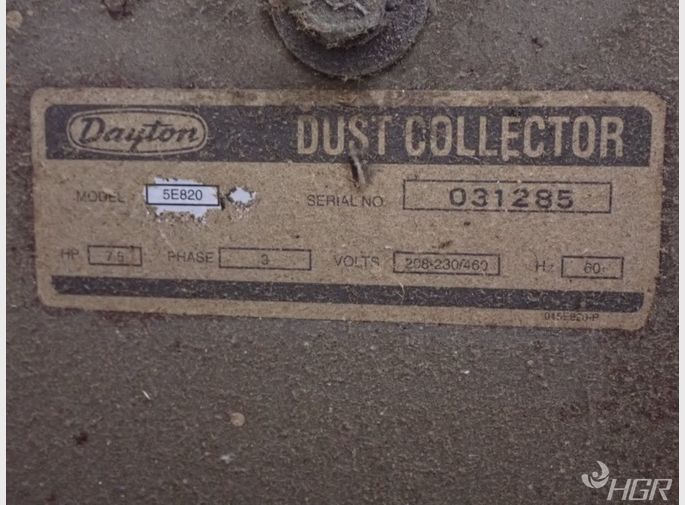 Dayton DUST COLLECTOR
MODEL 5E820 SERIAL NO. 031285
HP 7.5 PHASE 3 VOLTS 208-230/460 Hz 60
HGR